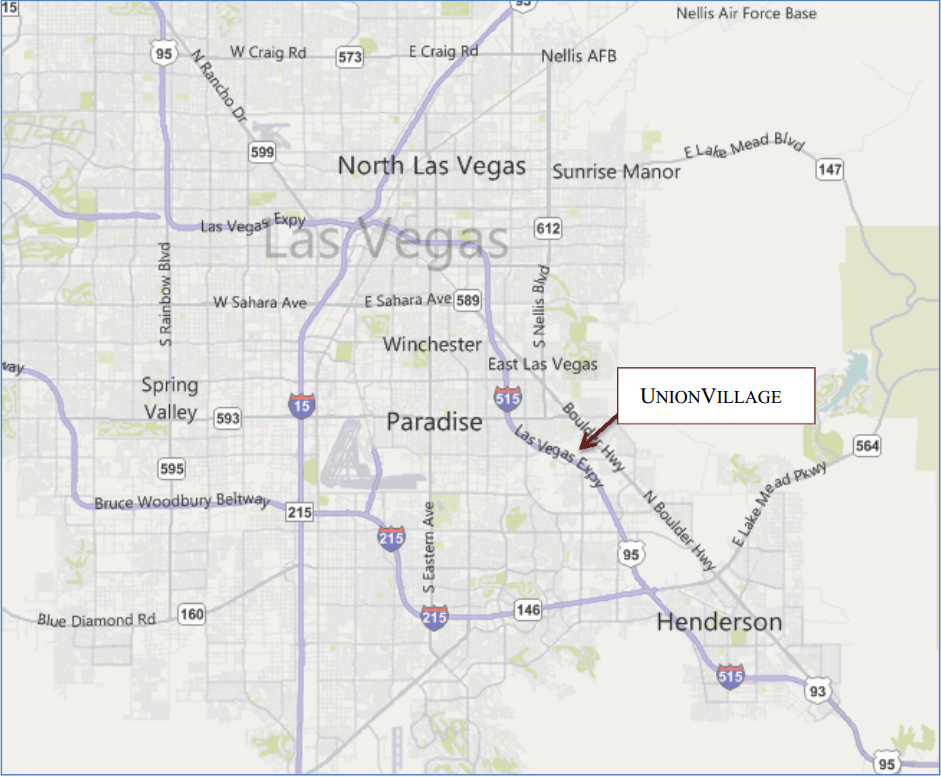 15
93
Nellis Air Force Base
95
W Craig Rd
573
E Craig Rd
Nellis AFB
N Rancho Dr
599
North Las Vegas
Sunrise Manor
E Lake Mead Blvd
147
Las Vegas Expy
Las Vegas
612
S Rainbow Blvd
W Sahara Ave
E Sahara Ave
589
S Nellis Blvd
Winchester
East Las Vegas
way
Spring
Valley
15
515
UNIONVILLAGE
593
Paradise
Boulder Hwy
Las Vegas Expy
564
595
E Lake Mead Pkwy
Bruce Woodbury Beltway
215
N Boulder Hwy
215
S Eastern Ave
95
Blue Diamond Rd
160
215
146
Henderson
515
93
95